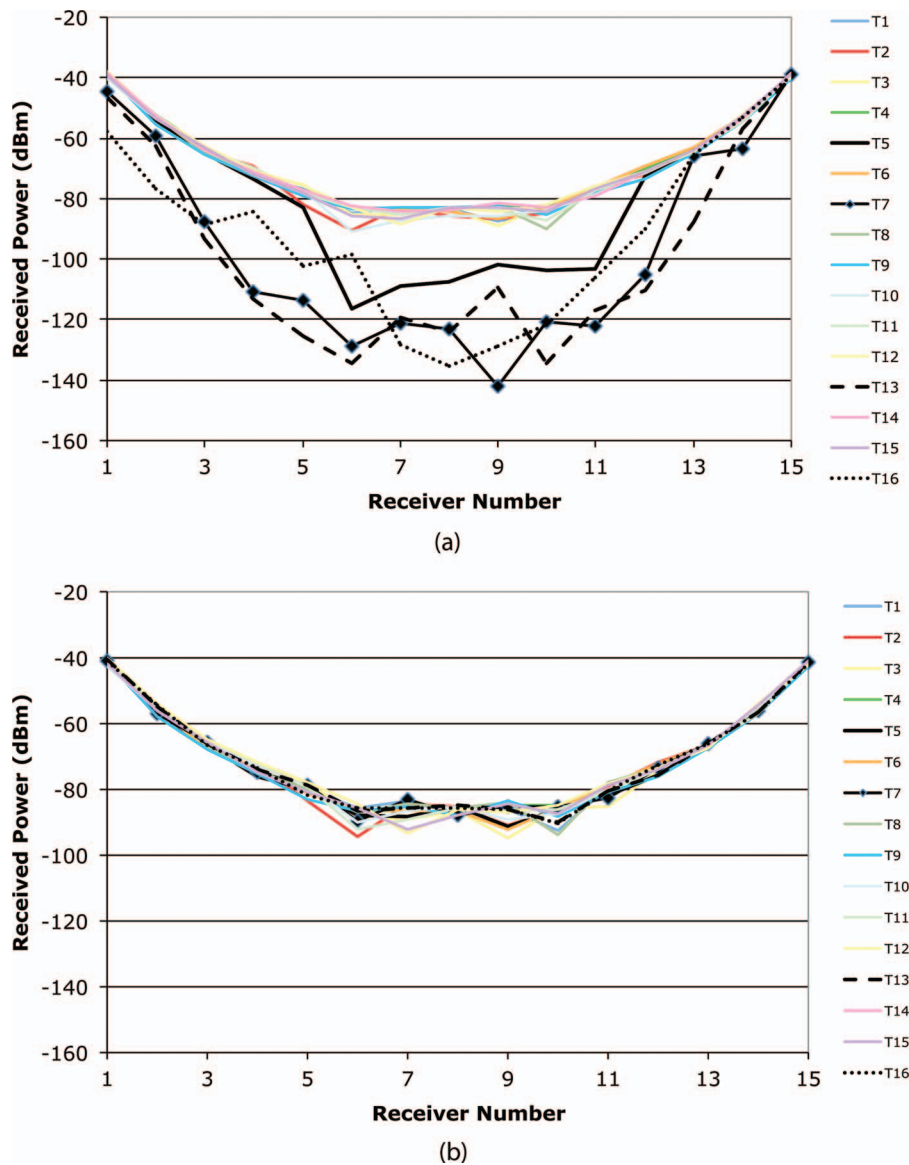 -20
-40
-60
-80
-100
-120
-140
-160
Received Power (dBm)
1 3 5 7 9 11 13 15
Receiver Number
T1
T2
T3
T4
T5
T6
T7
T8
T9
T10
T11
T12
T13
T14
T15
T16
(a)
-20
-40
-60
-80
-100
-120
-140
-160
Received Power (dBm)
1 3 5 7 9 11 13 15
Receiver Number
T1
T2
T3
T4
T5
T6
T7
T8
T9
T10
T11
T12
T13
T14
T15
T16
(b)